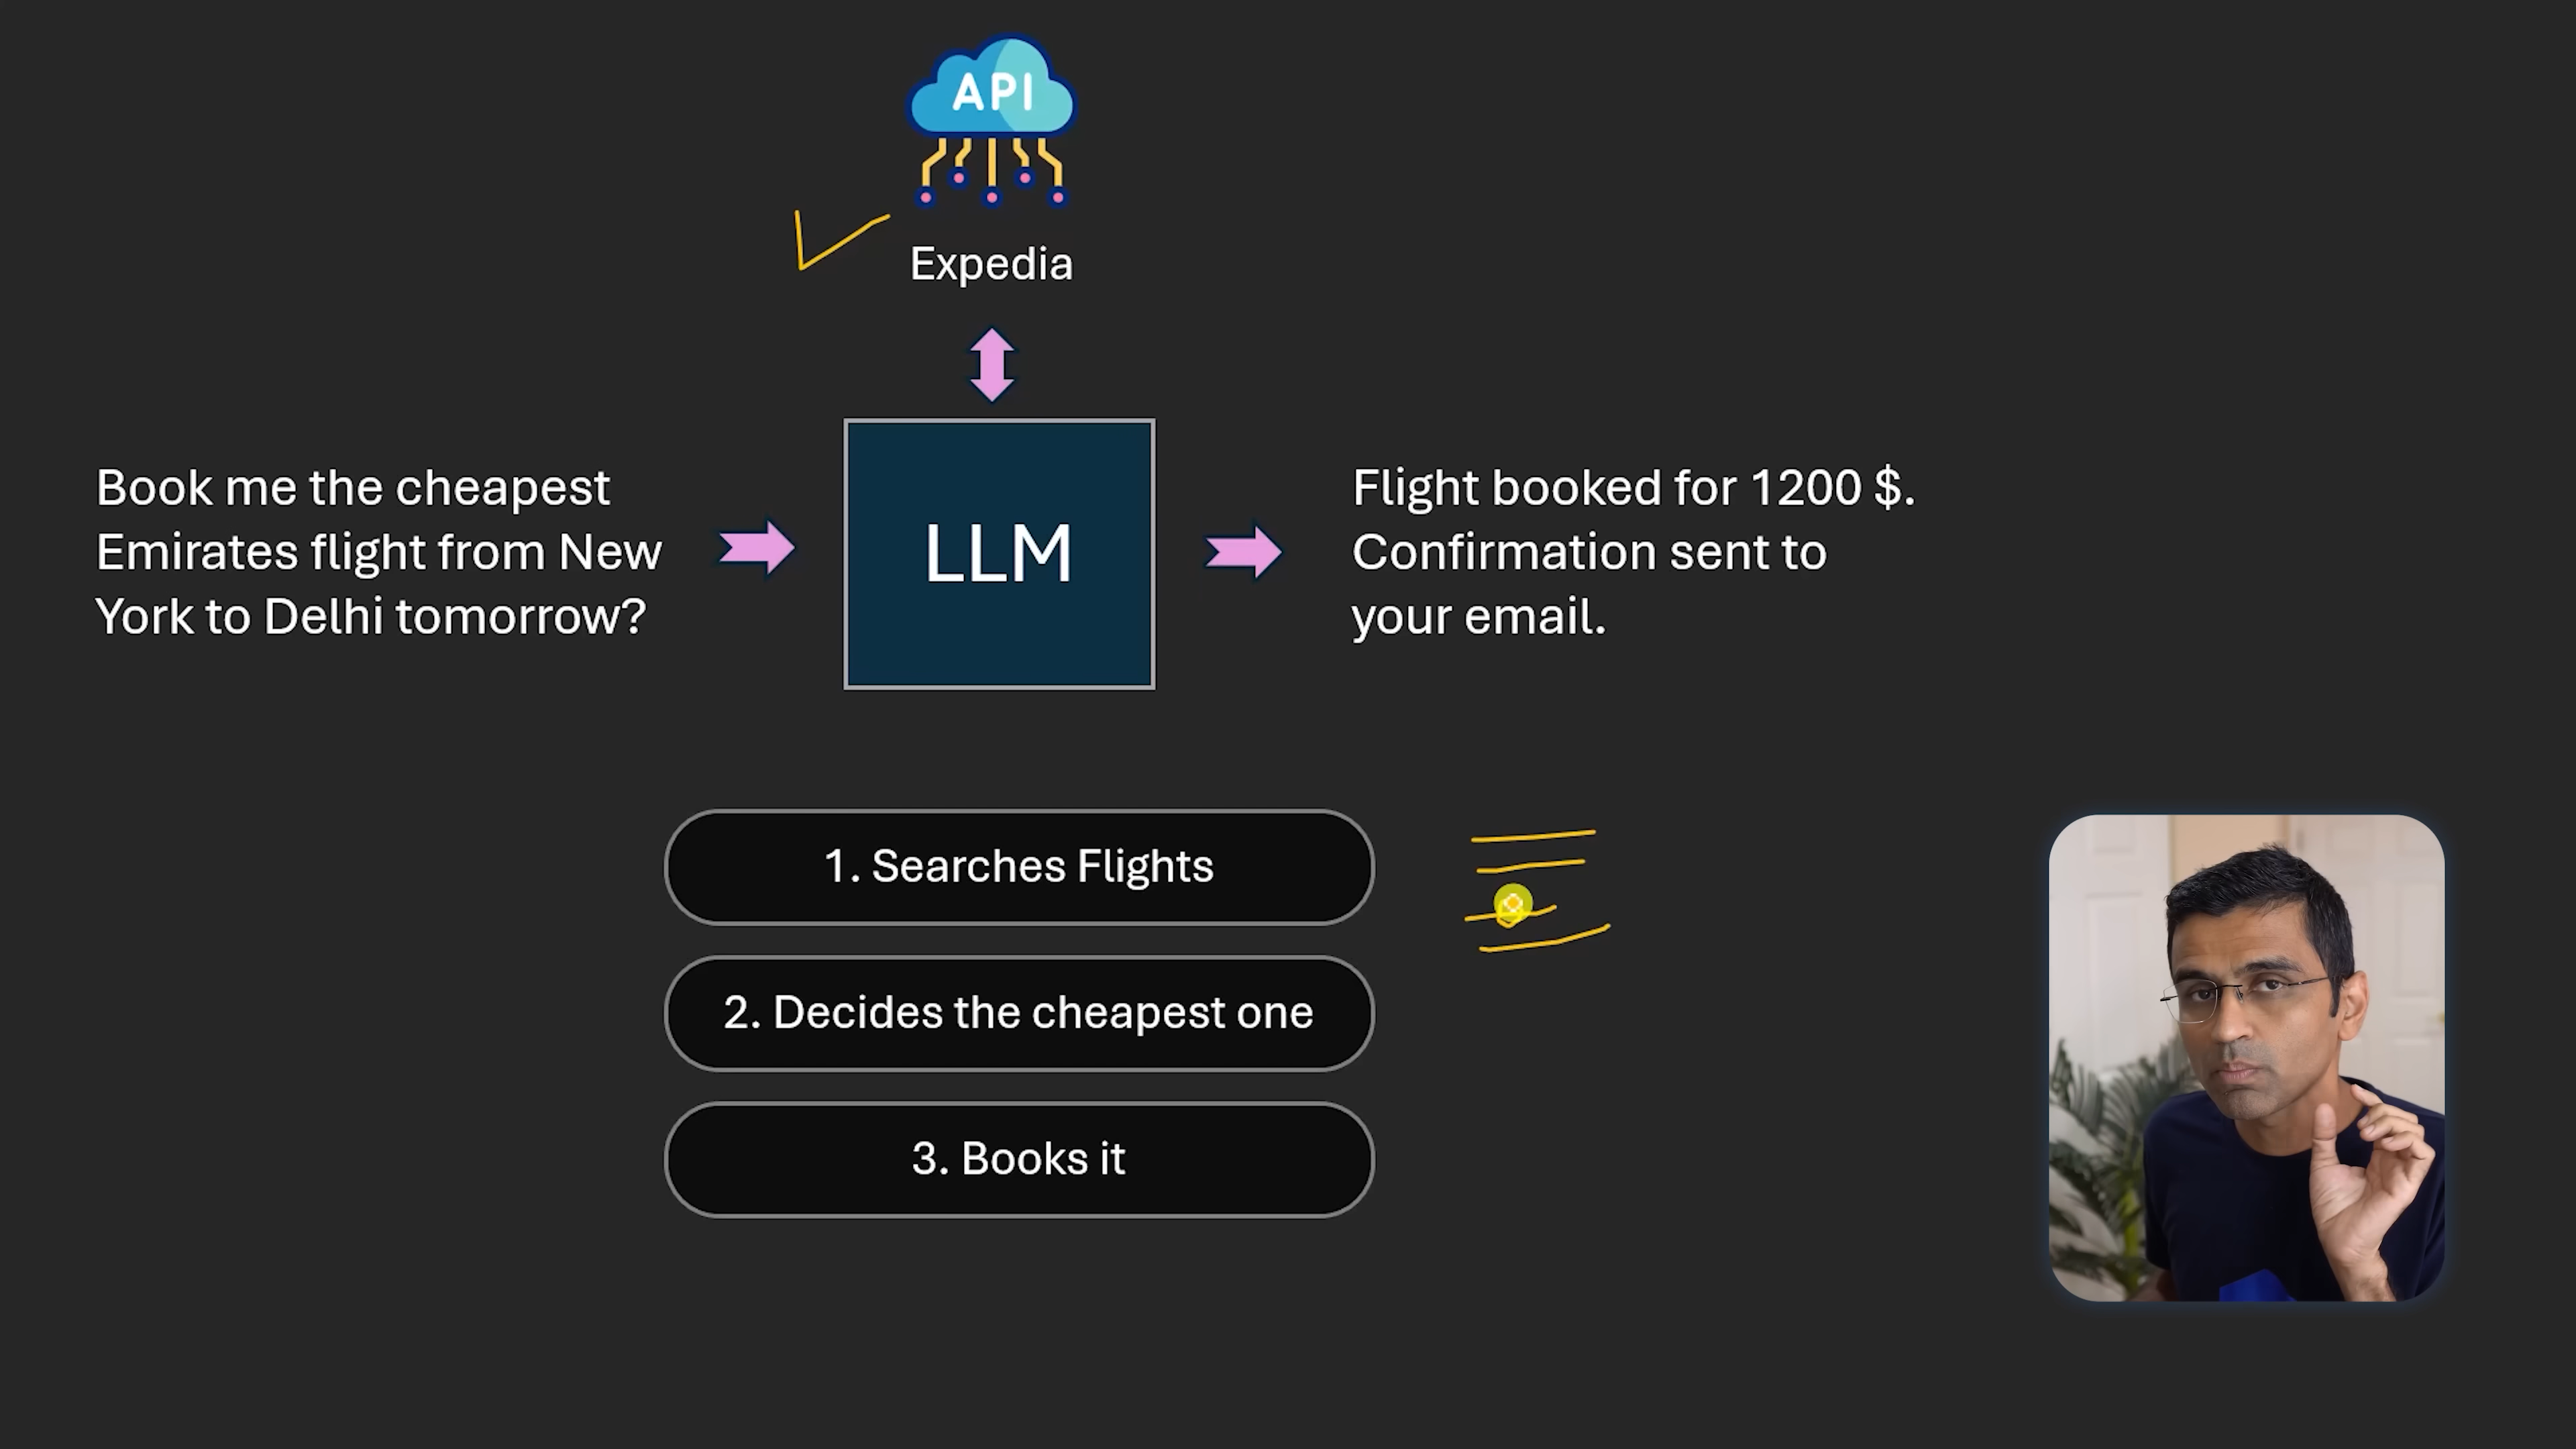 API
Expedia
Book me the cheapest
Emirates flight from New
York to Delhi tomorrow?
LLM
Flight booked for 1200 $.
Confirmation sent to
your email.
1. Searches Flights
2. Decides the cheapest one
3. Books it